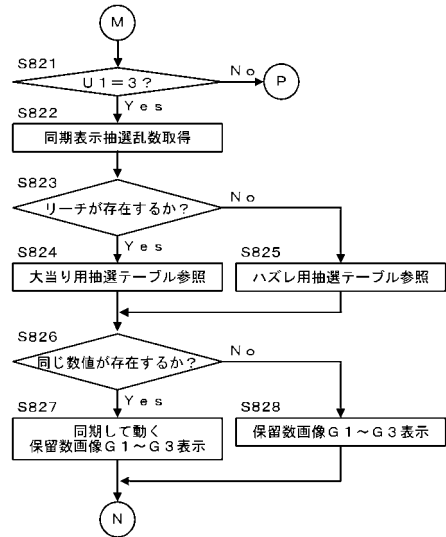 M
S821
U1=3?
No
P
Yes
S822
同期表示抽選乱数取得
S823
リーチが存在するか?
No
Yes
S824
大当り用抽選テーブル参照
S825
ハズレ用抽選テーブル参照
S826
同じ数値が存在するか?
No
Yes
S827
同期して動く
保留数画像G1~G3表示
S828
保留数画像G1~G3表示
N